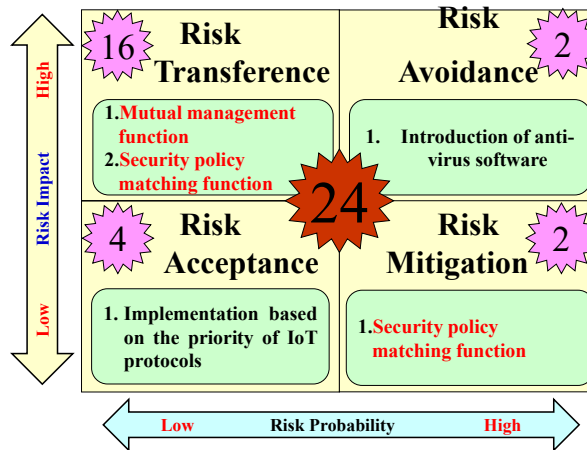 16
Risk
Transference
1.Mutual management
function
2.Security policy
matching function
2
Risk
Avoidance
1. Introduction of anti-
virus software
24
4
Risk
Acceptance
1. Implementation based
on the priority of IoT
protocols
2
Risk
Mitigation
1.Security policy
matching function
High
Risk Impact
Low
Low Risk Probability High